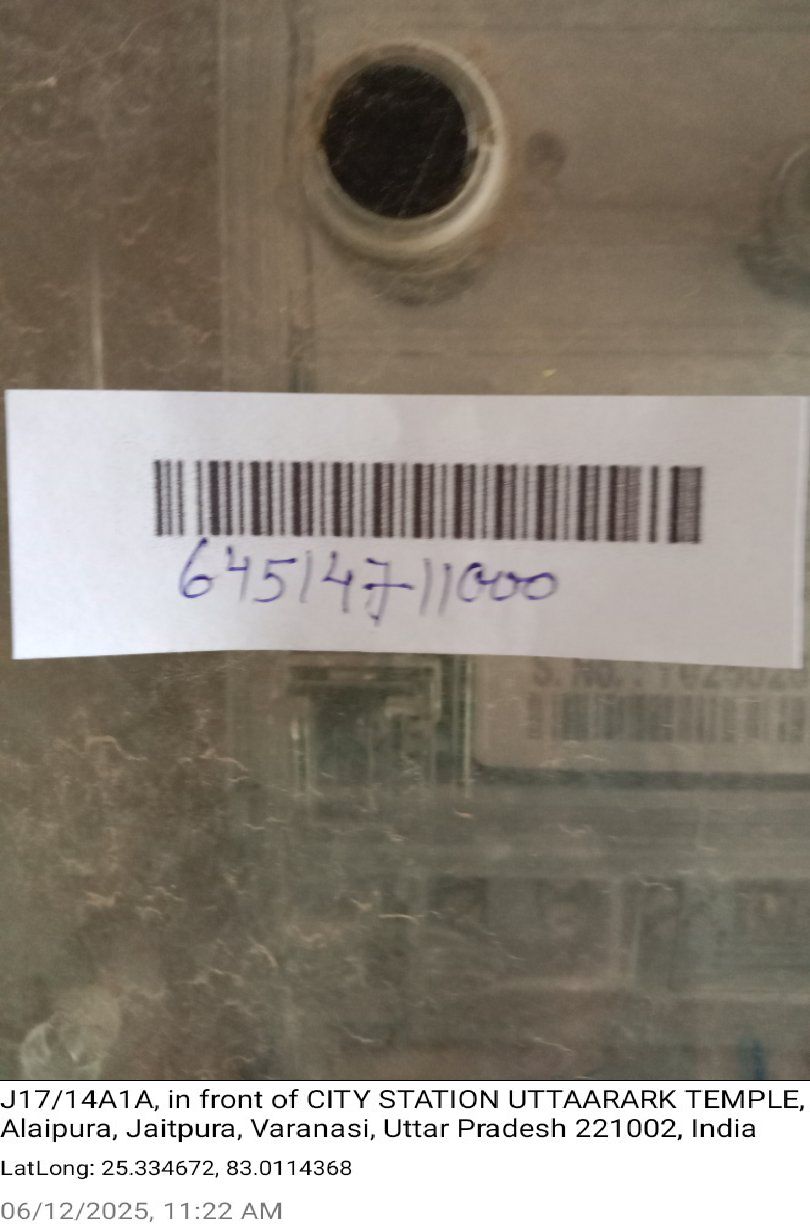 64514711000
S. No. :
J17/14A1A, in front of CITY STATION UTTAARARK TEMPLE,
Alaipura, Jaitpura, Varanasi, Uttar Pradesh 221002, India
LatLong: 25.334672, 83.0114368
06/12/2025, 11:22 AM